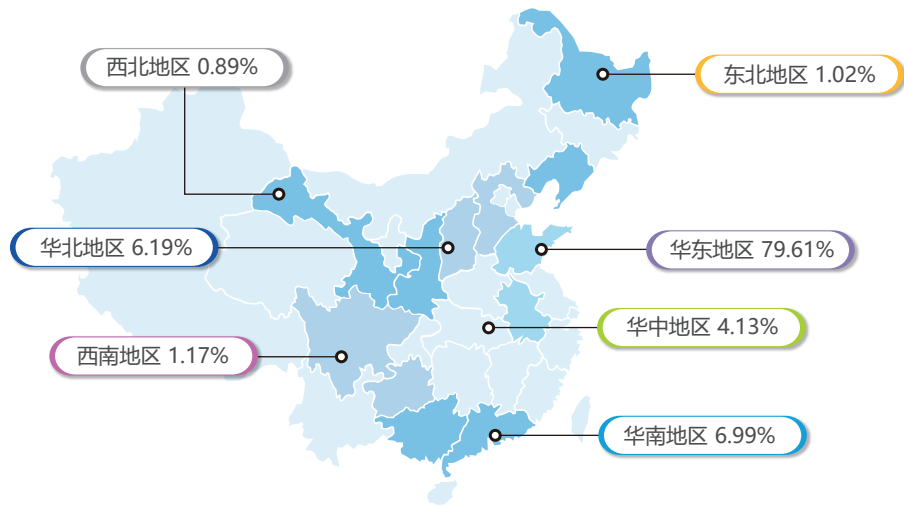 西北地区 0.89%
东北地区 1.02%
华北地区 6.19%
华东地区 79.61%
华中地区 4.13%
西南地区 1.17%
华南地区 6.99%